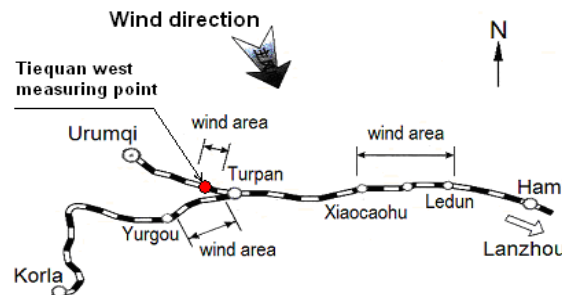 Wind direction
N
Tiequan west
measuring point
wind area
wind area
Urumqi
Turpan
Ham
Xiaocaohu
Ledun
Yurgou
wind area
Lanzhou
Korla